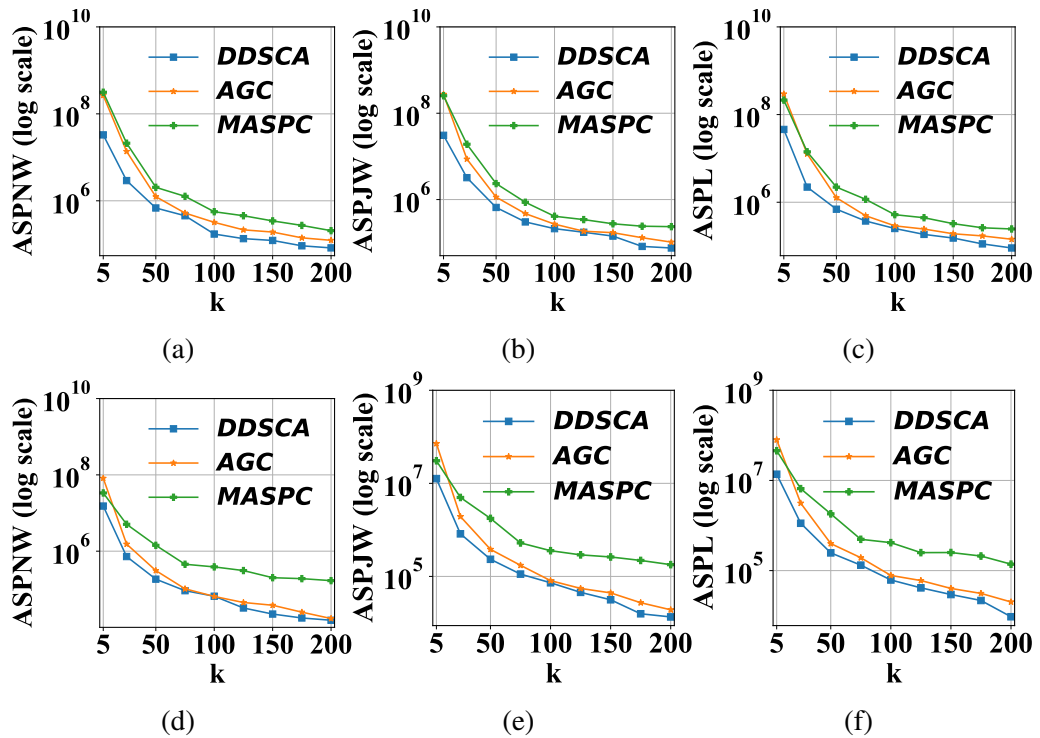 ASPNW (log scale)
10^10
10^8
10^6
DDSCA
AGC
MASPC
5 50 100 150 200
k
(a)
ASPJW (log scale)
10^10
10^8
10^6
DDSCA
AGC
MASPC
5 50 100 150 200
k
(b)
ASPL (log scale)
10^10
10^8
10^6
DDSCA
AGC
MASPC
5 50 100 150 200
k
(c)
ASPNW (log scale)
10^10
10^8
10^6
DDSCA
AGC
MASPC
5 50 100 150 200
k
(d)
ASPJW (log scale)
10^9
10^7
10^5
DDSCA
AGC
MASPC
5 50 100 150 200
k
(e)
ASPL (log scale)
10^9
10^7
10^5
DDSCA
AGC
MASPC
5 50 100 150 200
k
(f)